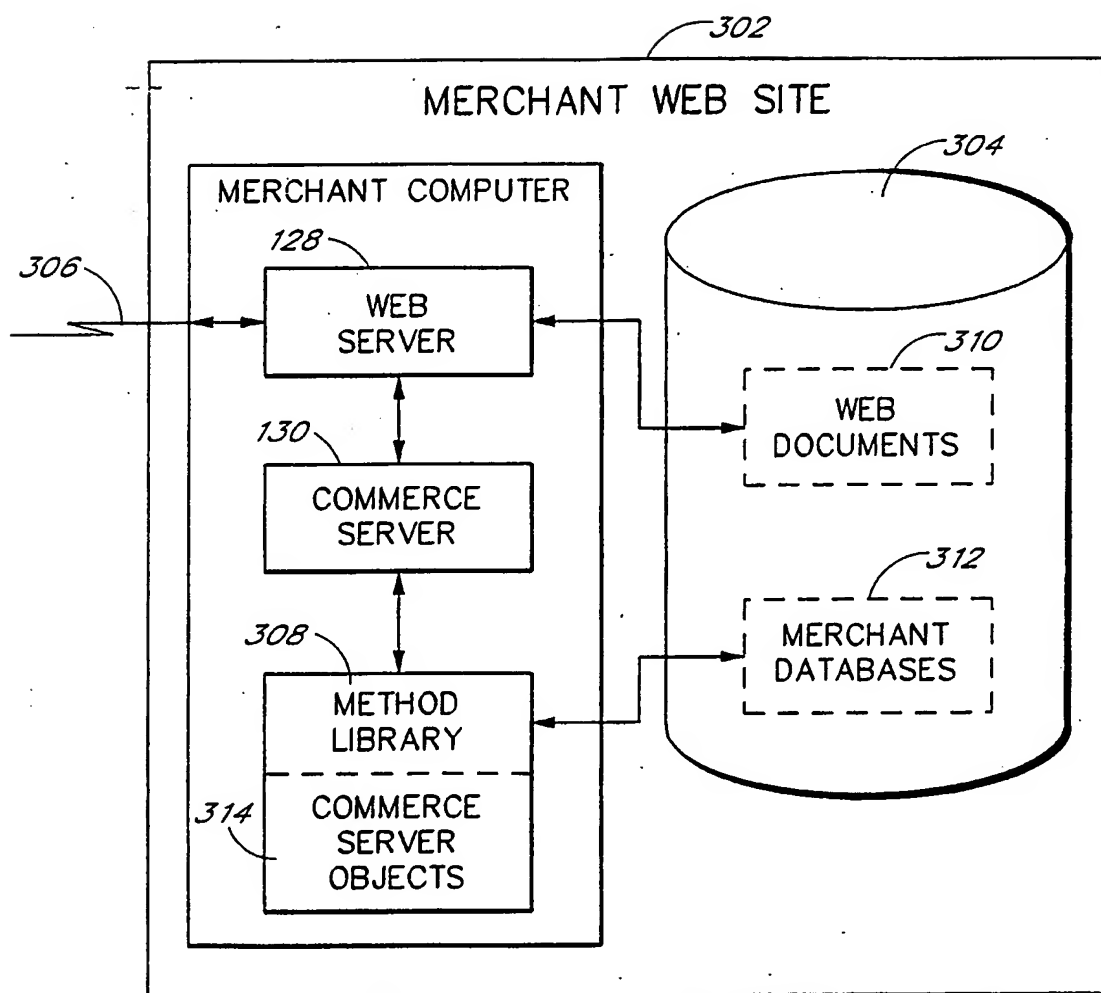 302
MERCHANT WEB SITE
304
MERCHANT COMPUTER
128
306
WEB
SERVER
310
WEB
DOCUMENTS
130
COMMERCE
SERVER
312
MERCHANT
DATABASES
308
METHOD
LIBRARY
314
COMMERCE
SERVER
OBJECTS